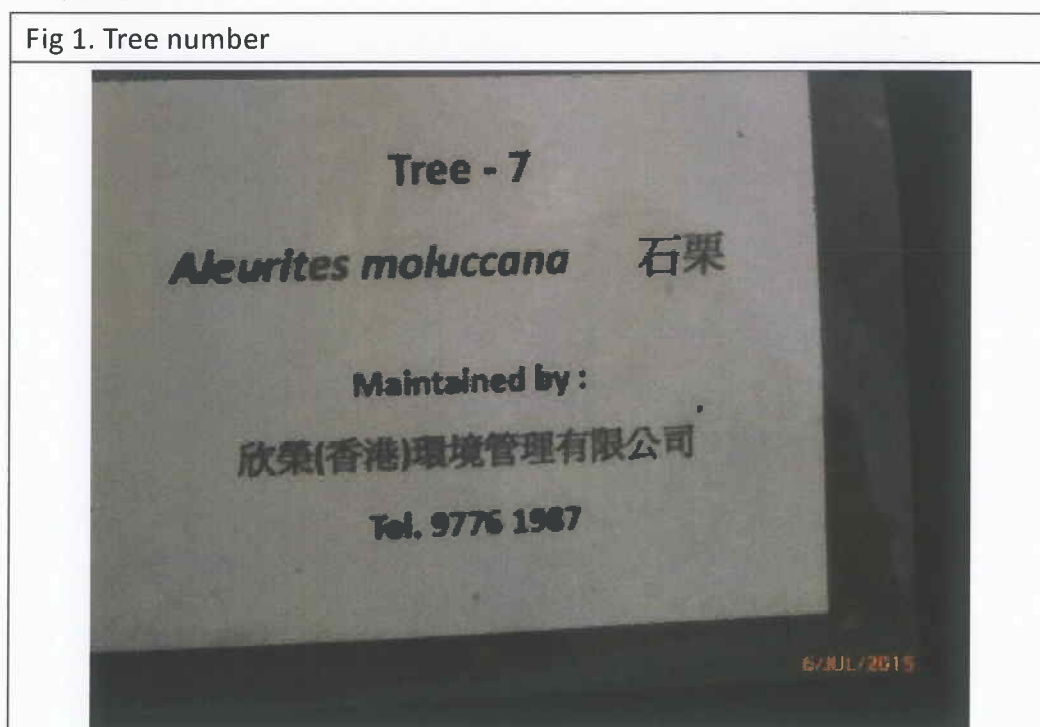 Fig 1. Tree number
Tree - 7
Aleurites moluccana 石栗
Maintained by :
欣榮(香港)環境管理有限公司
Tel. 9776 1987
6/JUL/2015